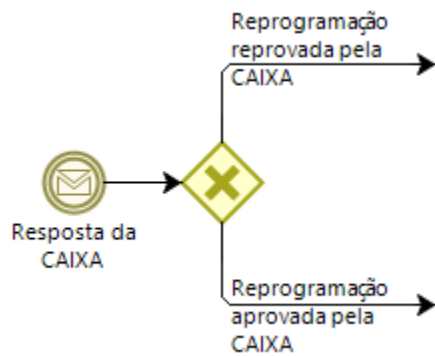 Reprogramação
reprovada pela
CAIXA
Resposta da
CAIXA
Reprogramação
aprovada pela
CAIXA